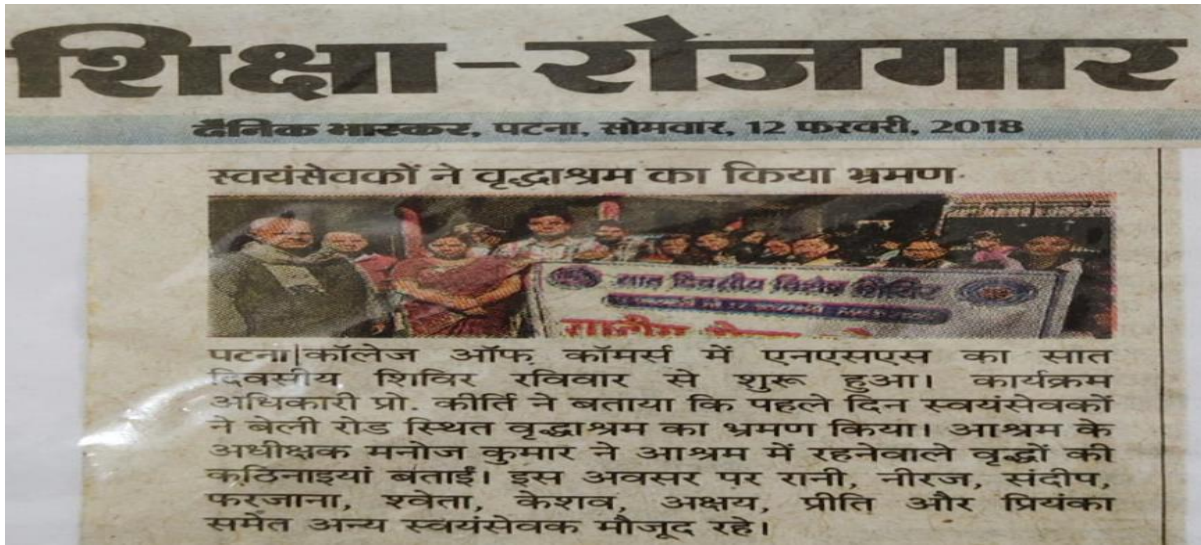 शिक्षा-रोजगार
दैनिक भास्कर, पटना, सोमवार, 12 फरवरी, 2018
स्वयंसेवकों ने वृद्धाश्रम का किया भ्रमण
सात दिवसीय विशेष शिविर
पटना|कॉलेज ऑफ कॉमर्स में एनएसएस का सात
दिवसीय शिविर रविवार से शुरू हुआ। कार्यक्रम
अधिकारी प्रो. कीर्ति ने बताया कि पहले दिन स्वयंसेवकों
ने बेली रोड स्थित वृद्धाश्रम का भ्रमण किया। आश्रम के
अधीक्षक मनोज कुमार ने आश्रम में रहनेवाले वृद्धों की
कठिनाइयां बताईं। इस अवसर पर रानी, नीरज, संदीप,
फरजाना, श्वेता, केशव, अक्षय, प्रीति और प्रियंका
समेत अन्य स्वयंसेवक मौजूद रहे।